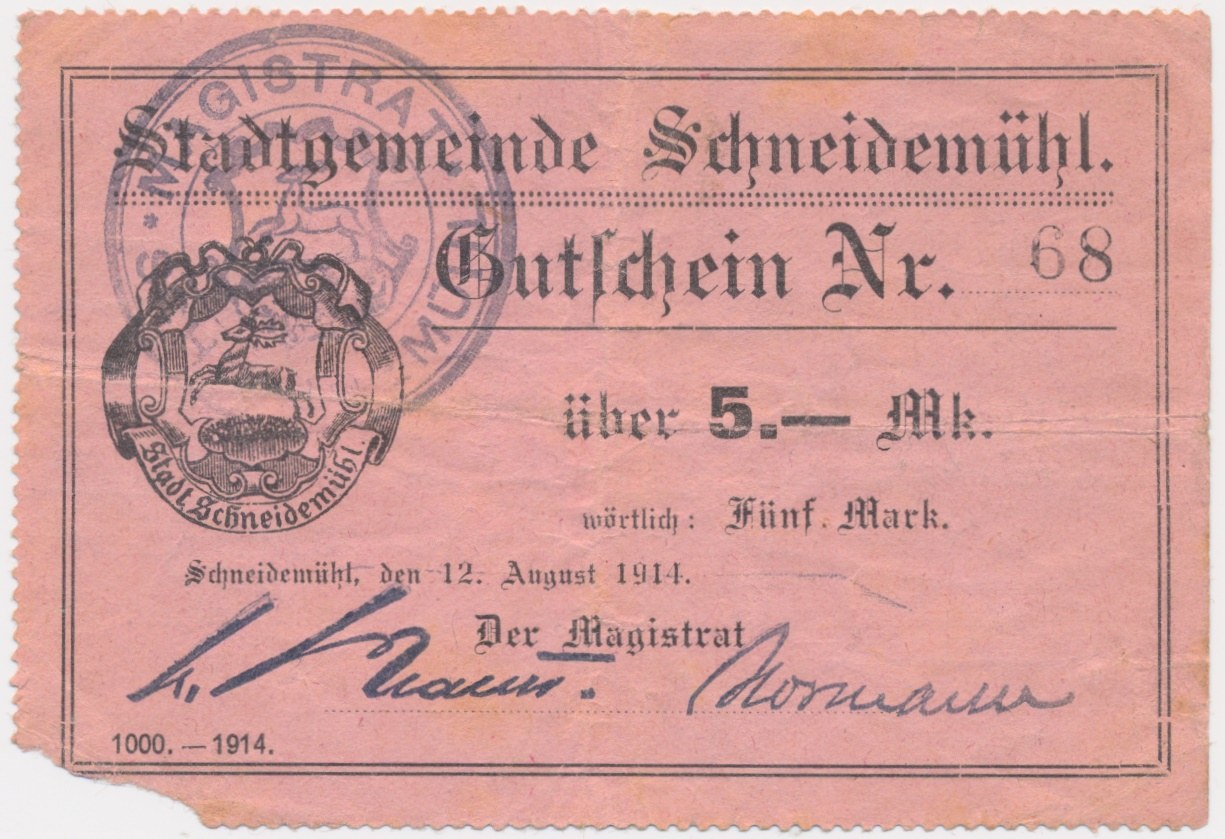 MAGISTRAT
Stadtgemeinde Schneidemühl.
Gutschein Nr. 68
über 5.— Mk.
Stadt Schneidemühl.
wörtlich: Fünf Mark.
Schneidemühl, den 12. August 1914.
Der Magistrat
1000. — 1914.